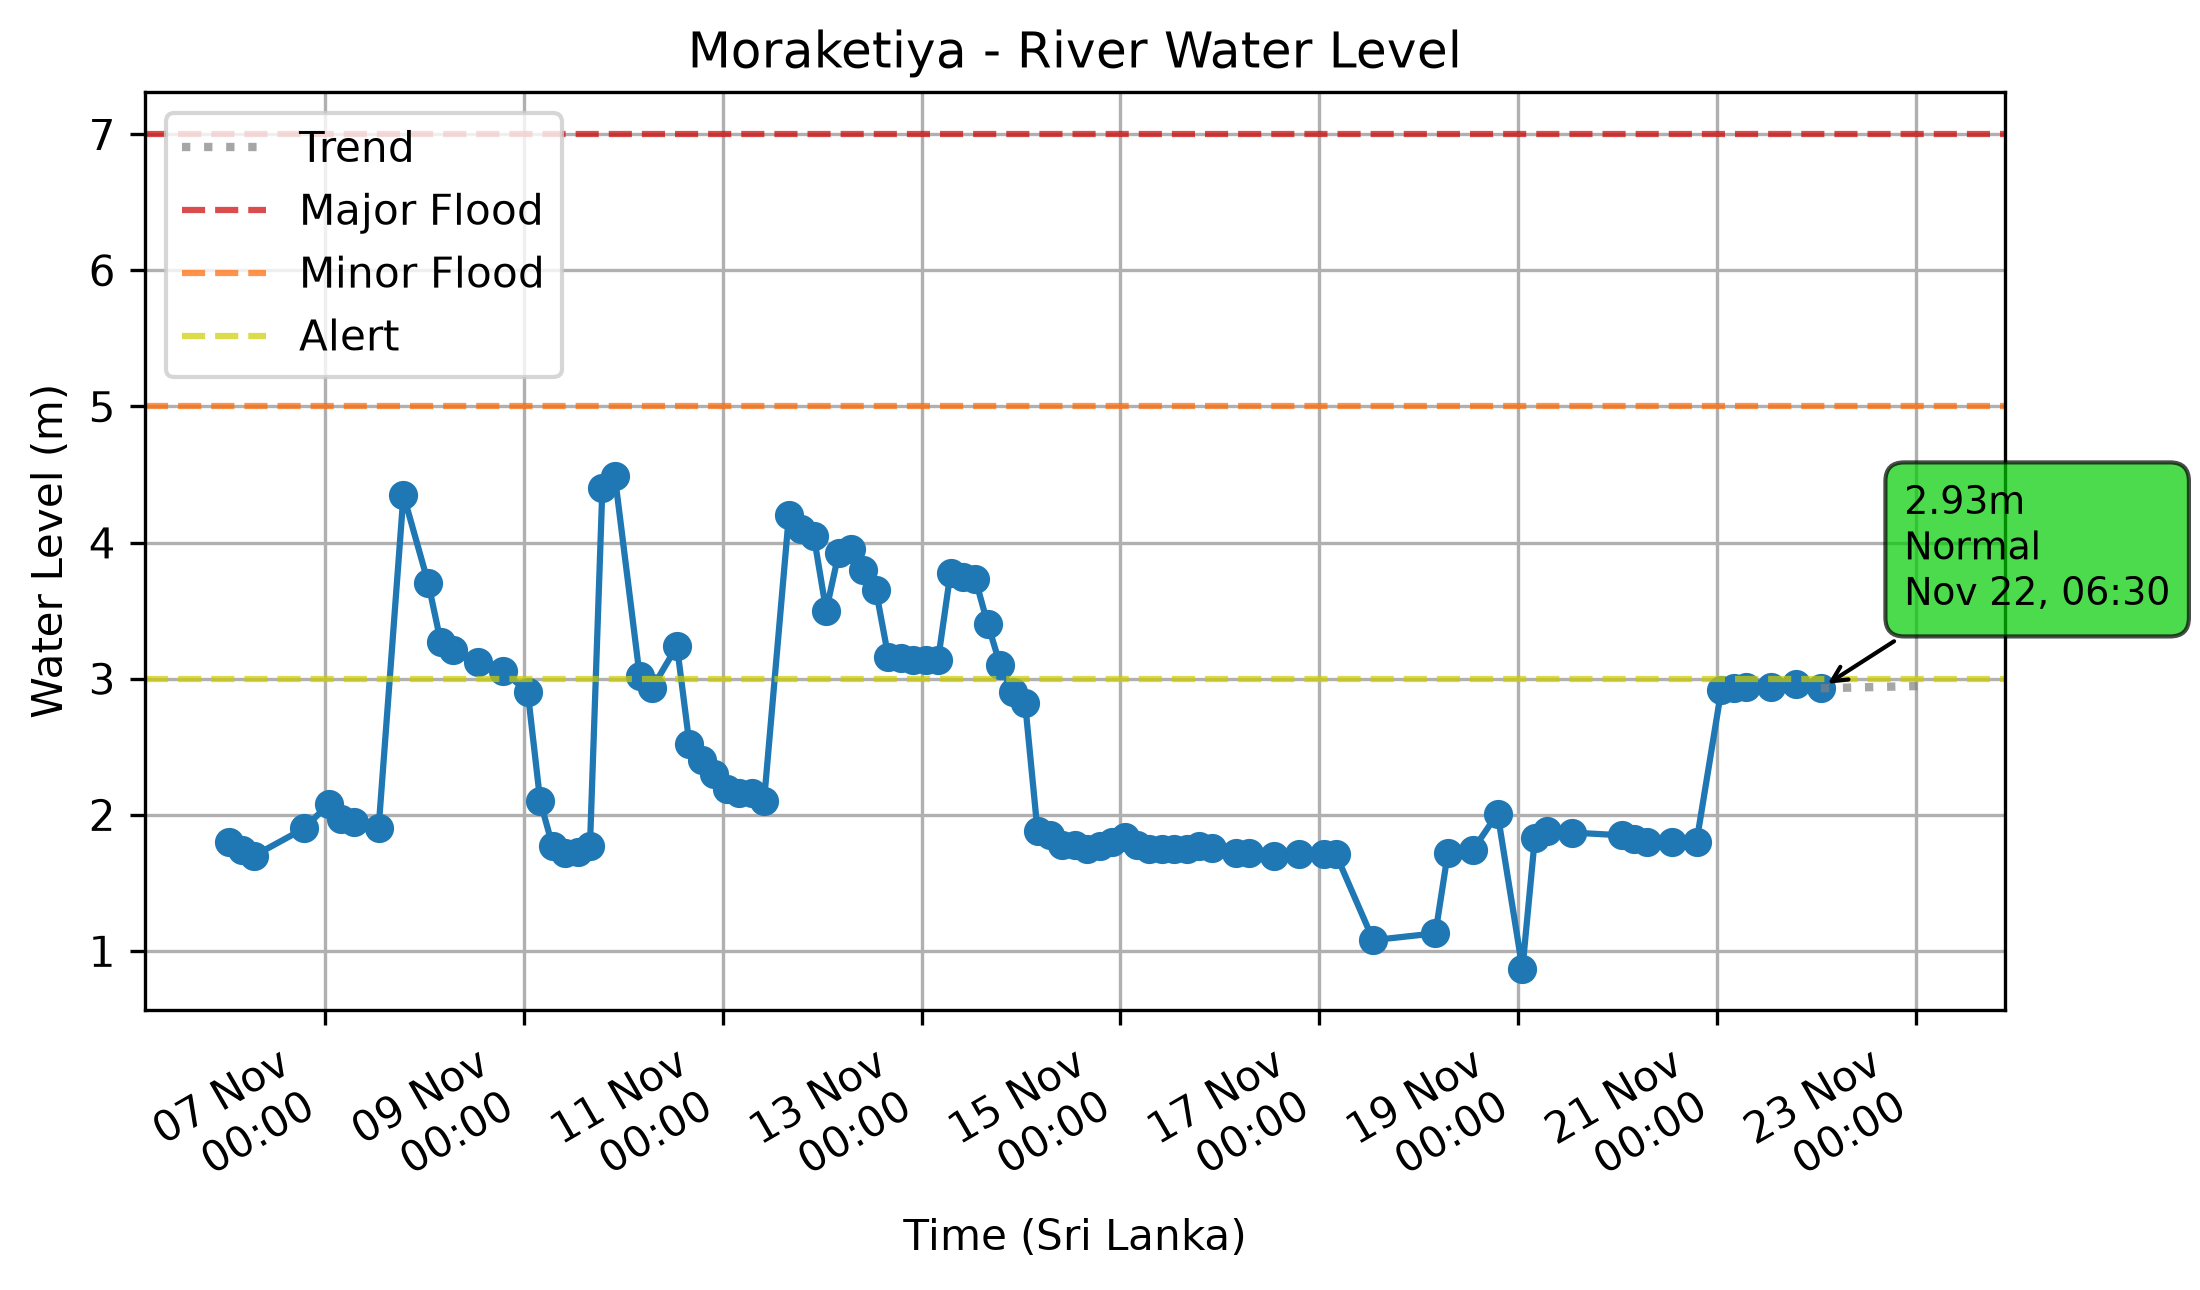 Moraketiya - River Water Level
7
6
5
4
3
2
1
Water Level (m)
Trend
Major Flood
Minor Flood
Alert
2.93m
Normal
Nov 22, 06:30
07 Nov
00:00
09 Nov
00:00
11 Nov
00:00
13 Nov
00:00
15 Nov
00:00
17 Nov
00:00
19 Nov
00:00
21 Nov
00:00
23 Nov
00:00
Time (Sri Lanka)